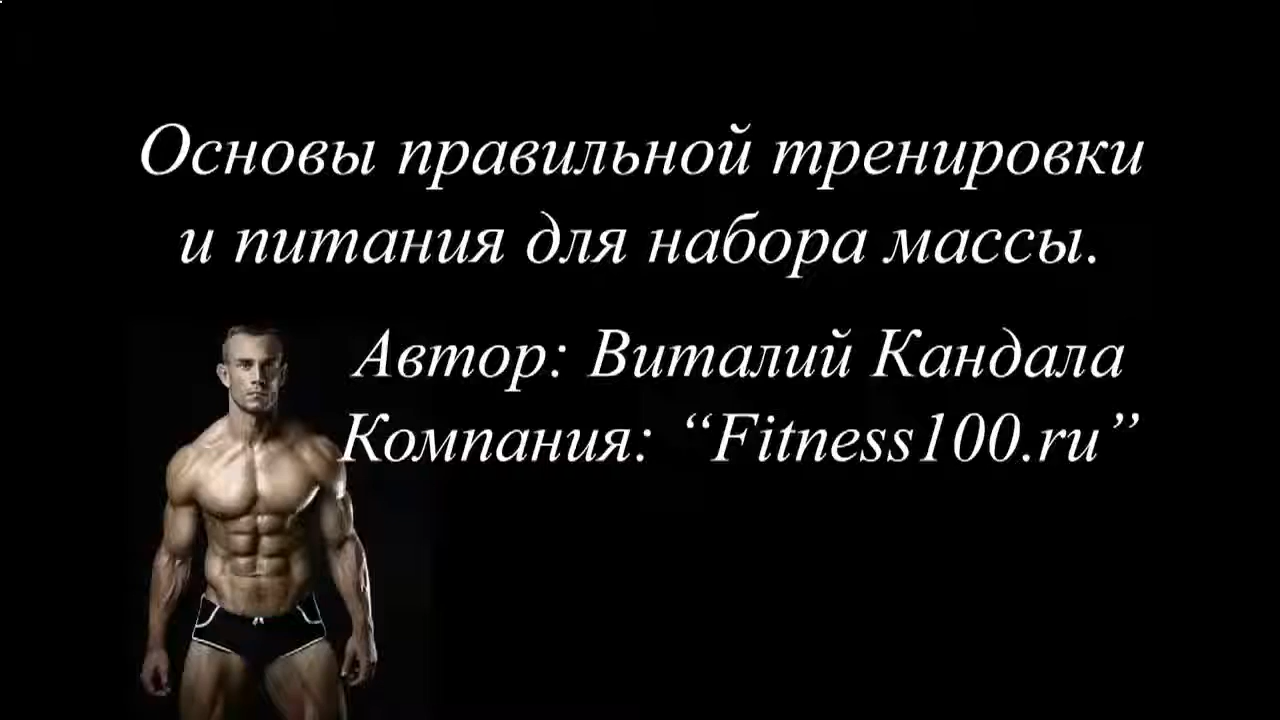 Основы правильной тренировки
и питания для набора массы.
Автор: Виталий Кандала
Компания: “Fitness100.ru”